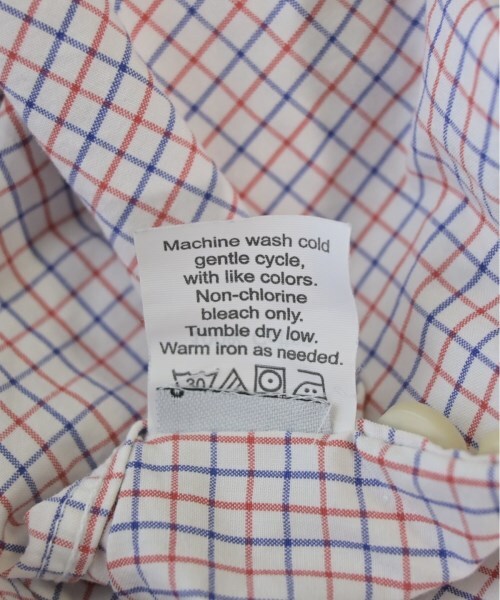 Machine wash cold
gentle cycle,
with like colors.
Non-chlorine
bleach only.
Tumble dry low.
Warm iron as needed.
30